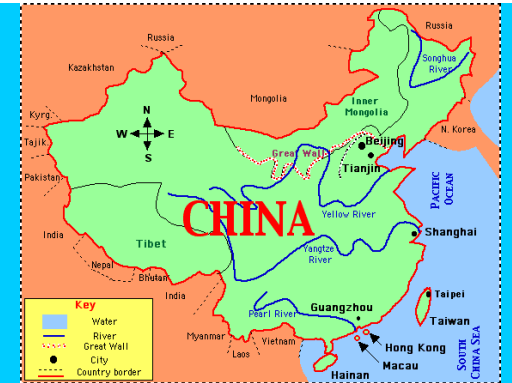 Russia
Russia
Kazakhstan
Songhua
River
Mongolia
Inner
Mongolia
Kyrg.
N
W
E
S
N. Korea
Tajik
Beijing
Great Wall
Tianjin
Pakistan
PACIFIC
OCEAN
CHINA
Yellow River
India
Tibet
Shanghai
Yangtze
River
Nepal
Bhutan
India
Key
Water
River
Great Wall
City
Country border
Pearl River
Guangzhou
Taipei
Taiwan
Myanmar
Laos
Vietnam
Hong Kong
Macau
Hainan
SOUTH
CHINA SEA